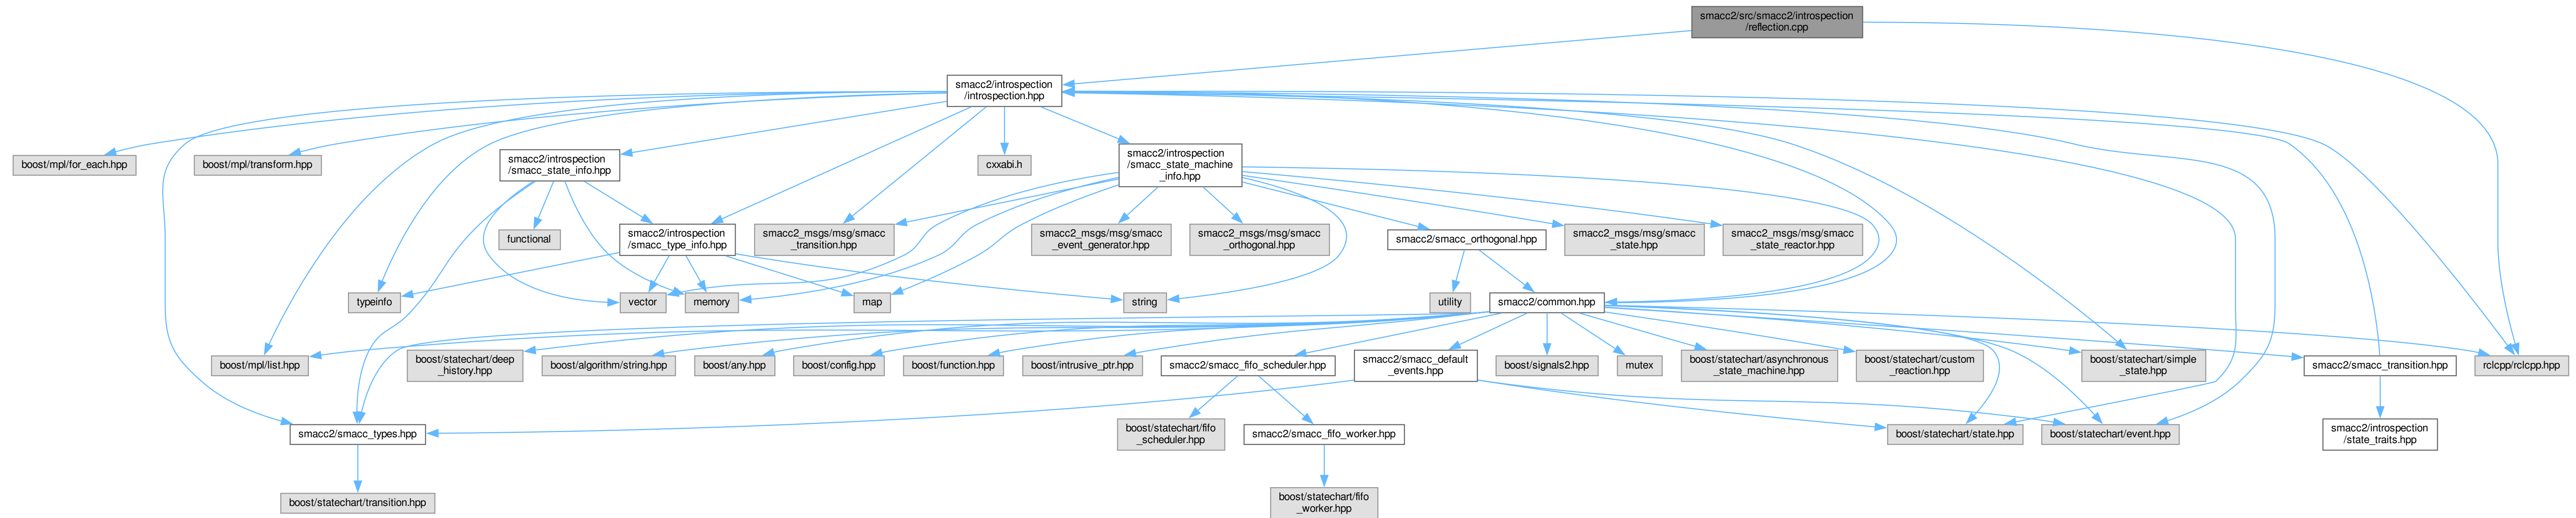 smacc2/src/smacc2/introspection
/reflection.cpp
smacc2/introspection
/introspection.hpp
boost/mpl/for_each.hpp
boost/mpl/transform.hpp
smacc2/introspection
/smacc_state_info.hpp
cxxabi.h
smacc2/introspection
/smacc_state_machine
_info.hpp
functional
smacc2/introspection
/smacc_type_info.hpp
smacc2_msgs/msg/smacc
_transition.hpp
smacc2_msgs/msg/smacc
_event_generator.hpp
smacc2_msgs/msg/smacc
_orthogonal.hpp
smacc2/smacc_orthogonal.hpp
smacc2_msgs/msg/smacc
_state.hpp
smacc2_msgs/msg/smacc
_state_reactor.hpp
typeinfo
vector
memory
map
string
utility
smacc2/common.hpp
boost/mpl/list.hpp
boost/statechart/deep
_history.hpp
boost/algorithm/string.hpp
boost/any.hpp
boost/config.hpp
boost/function.hpp
boost/intrusive_ptr.hpp
smacc2/smacc_fifo_scheduler.hpp
smacc2/smacc_default
_events.hpp
boost/signals2.hpp
mutex
boost/statechart/asynchronous
_state_machine.hpp
boost/statechart/custom
_reaction.hpp
boost/statechart/simple
_state.hpp
smacc2/smacc_transition.hpp
rclcpp/rclcpp.hpp
smacc2/smacc_types.hpp
boost/statechart/fifo
_scheduler.hpp
smacc2/smacc_fifo_worker.hpp
boost/statechart/state.hpp
boost/statechart/event.hpp
smacc2/introspection
/state_traits.hpp
boost/statechart/transition.hpp
boost/statechart/fifo
_worker.hpp